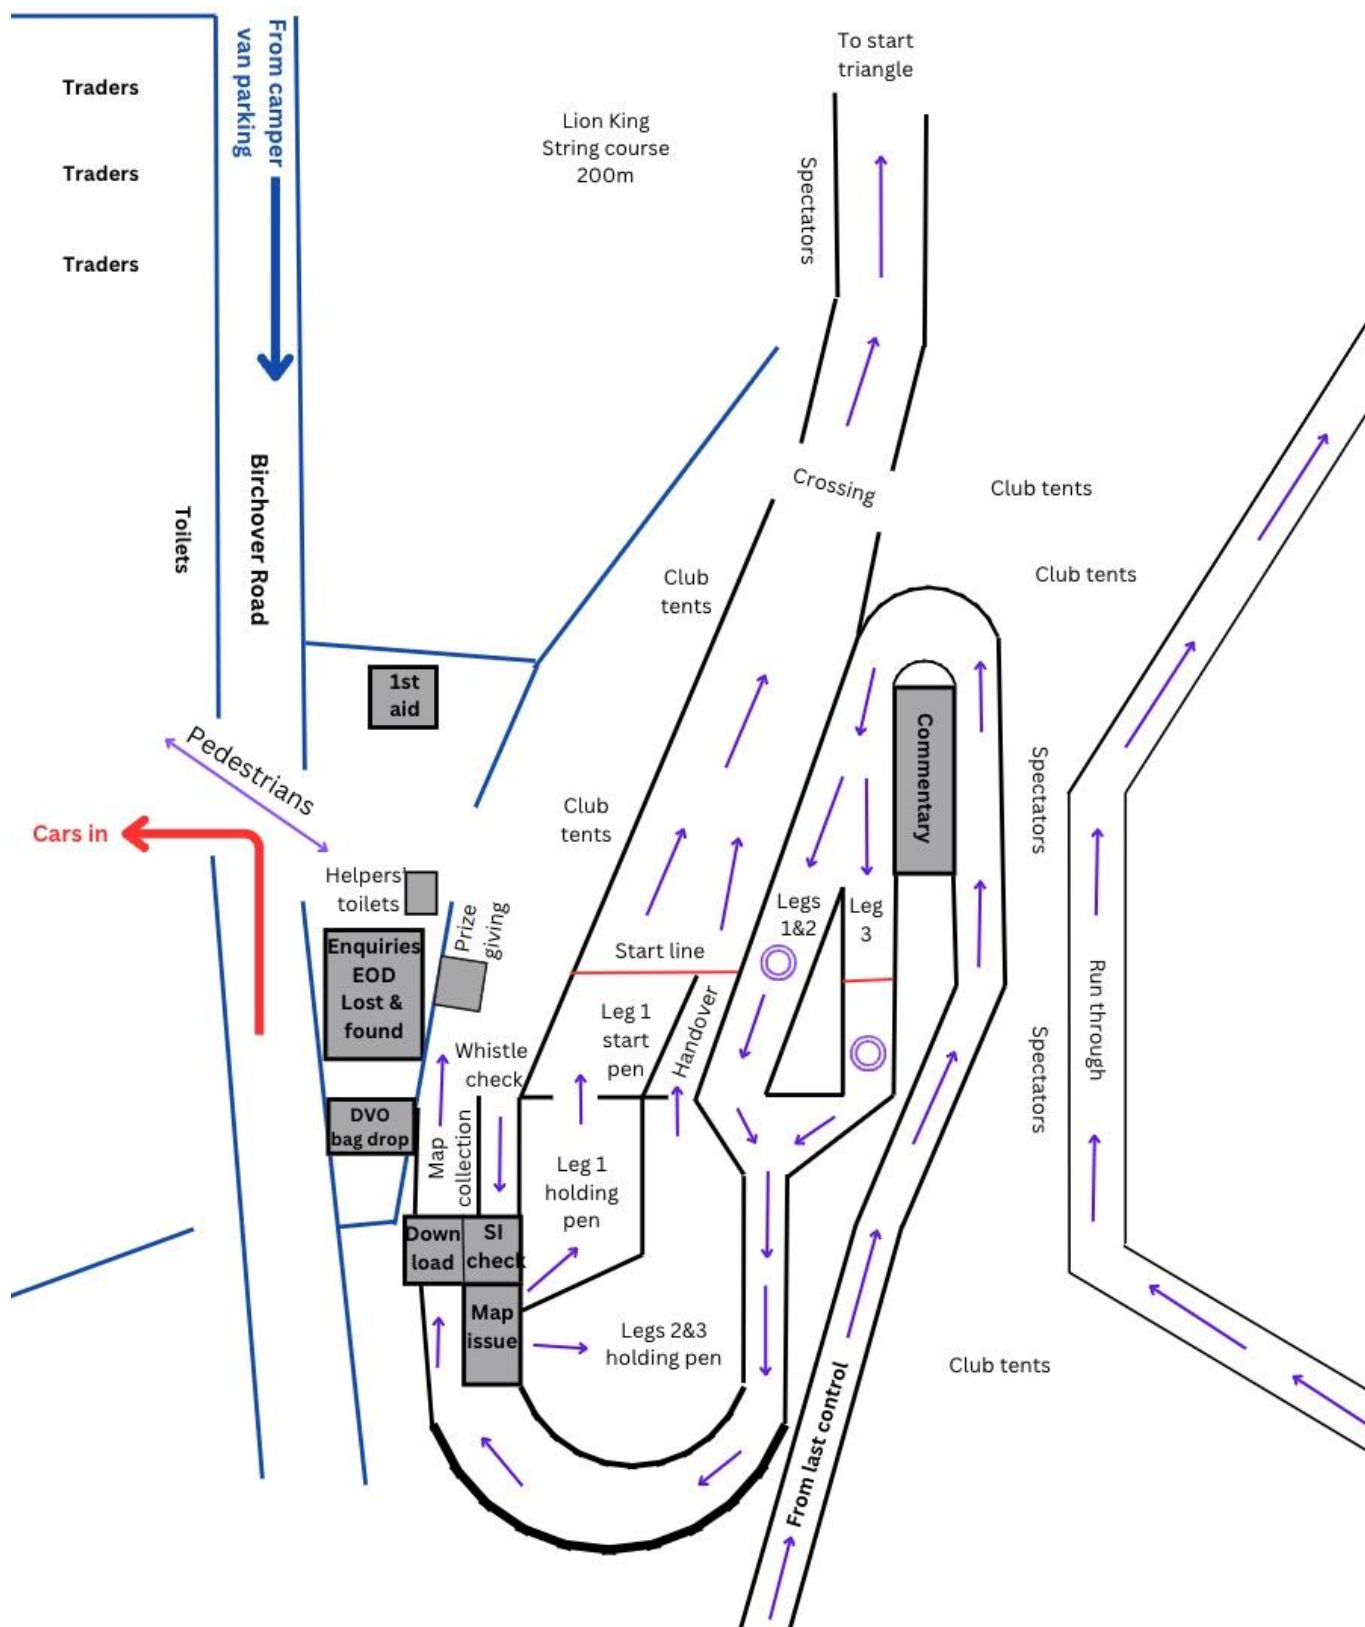 To start
triangle
From camper
van parking
Traders
Traders
Traders
Lion King
String course
200m
Spectators
Birchover Road
Toilets
Crossing
Club tents
Club tents
Club
tents
1st
aid
Pedestrians
Cars in
Club
tents
Commentary
Spectators
Helpers'
toilets
Prize
giving
Legs
1&2
Leg
3
Enquiries
EOD
Lost &
found
Start line
Leg 1
start
pen
Handover
Run through
Spectators
Whistle
check
DVO
bag drop
Map
collection
Leg 1
holding
pen
Down
load
SI
check
Map
issue
Legs 2&3
holding pen
Club tents
From last control